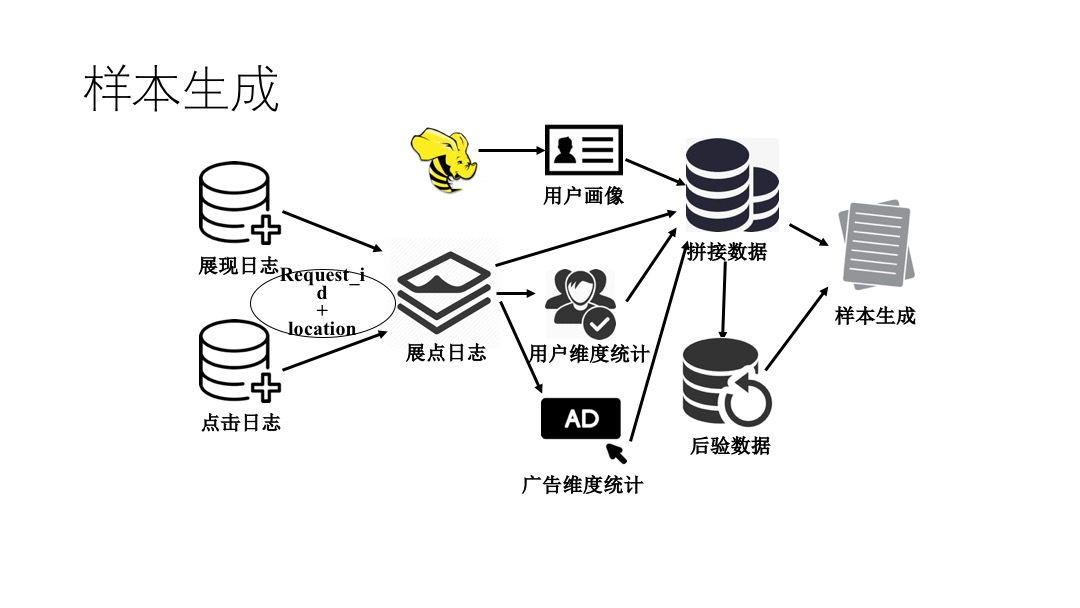 样本生成
用户画像
展现日志
拼接数据
Request_i
d
+
location
样本生成
展点日志
用户维度统计
点击日志
AD
后验数据
广告维度统计